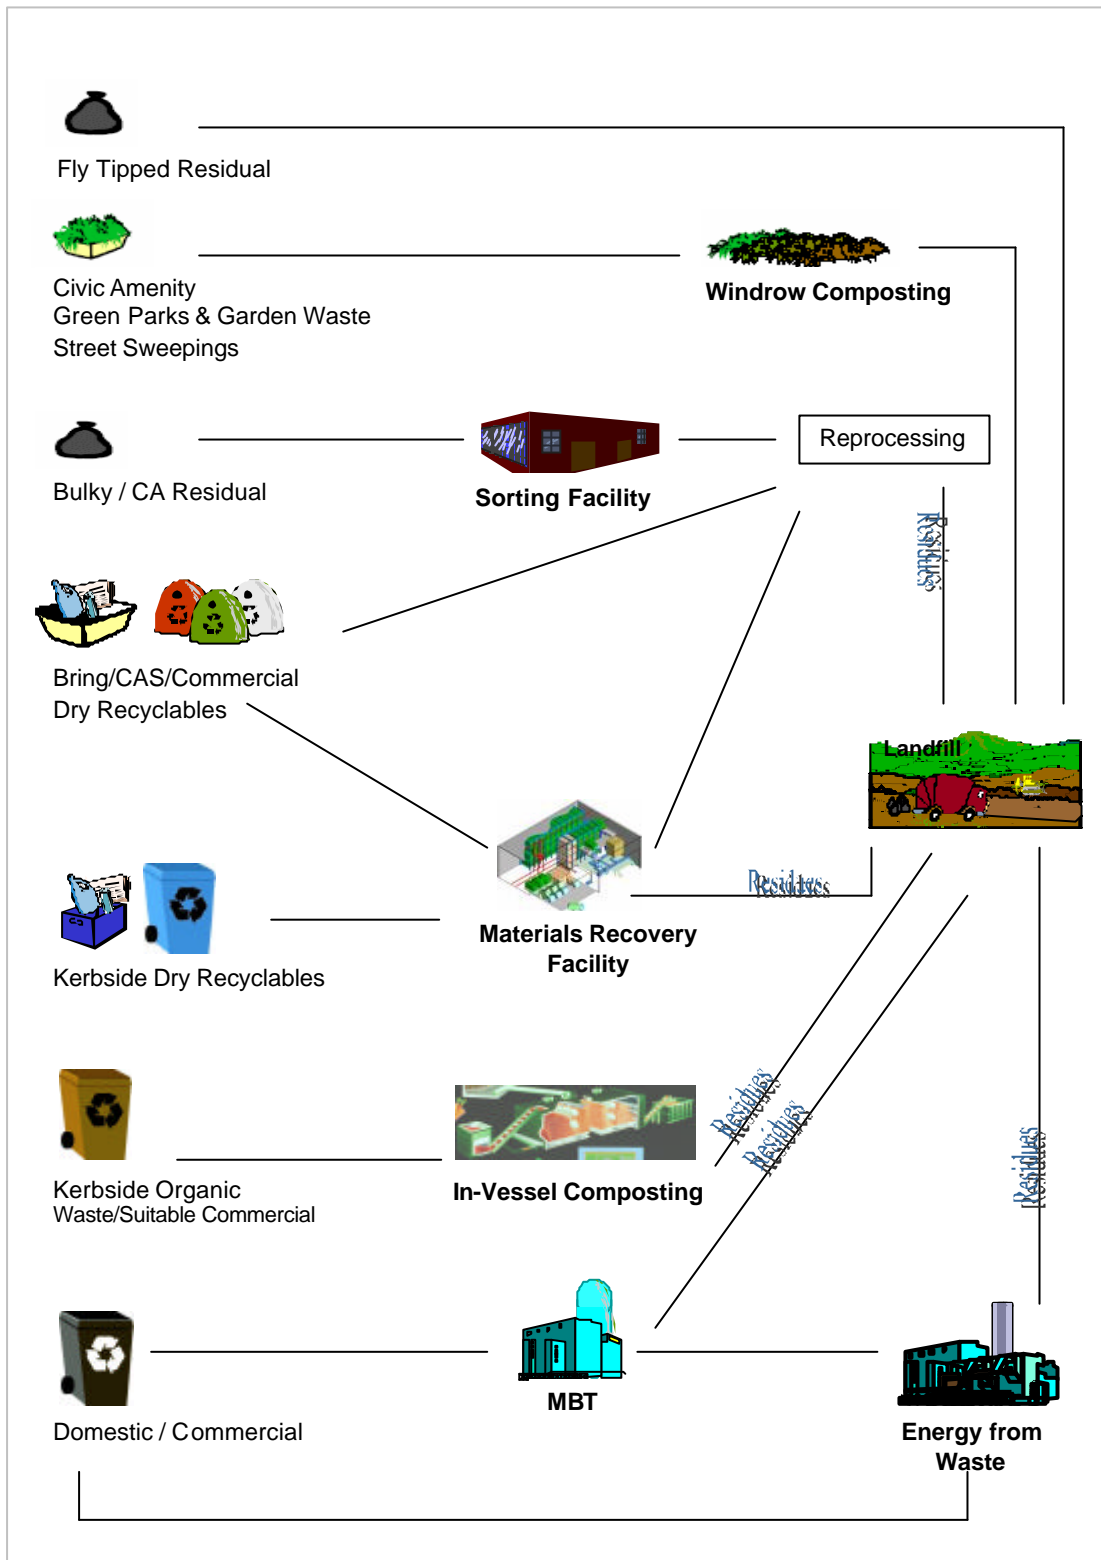 Fly Tipped Residual
Civic Amenity
Green Parks & Garden Waste
Street Sweepings
Windrow Composting
Bulky / CA Residual
Sorting Facility
Reprocessing
Residues
Bring/CAS/Commercial
Dry Recyclables
Landfill
Residues
Materials Recovery
Facility
Kerbside Dry Recyclables
Residues
Residues
Residues
Kerbside Organic
Waste/Suitable Commercial
In-Vessel Composting
MBT
Domestic / Commercial
Energy from
Waste